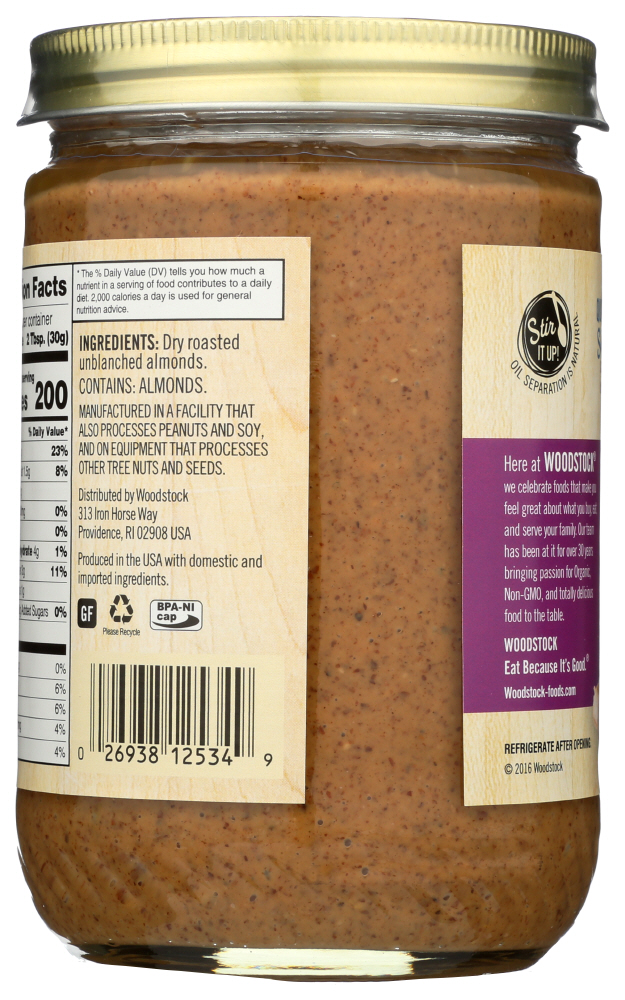 on Facts
container
2 Tbsp. (30g)
serving
200
% Daily Value*
23%
8%
0%
0%
4g 1%
11%
Added Sugars 0%
0%
6%
6%
4%
4%
*The % Daily Value (DV) tells you how much a
nutrient in a serving of food contributes to a daily
diet. 2,000 calories a day is used for general
nutrition advice.
INGREDIENTS: Dry roasted
unblanched almonds.
CONTAINS: ALMONDS.
MANUFACTURED IN A FACILITY THAT
ALSO PROCESSES PEANUTS AND SOY,
AND ON EQUIPMENT THAT PROCESSES
OTHER TREE NUTS AND SEEDS.
Distributed by Woodstock
313 Iron Horse Way
Providence, RI 02908 USA
Produced in the USA with domestic and
imported ingredients.
GF
Please Recycle
BPA-NI
cap
0 26938 12534 9
Stir
IT UP!
OIL SEPARATION IS NATURAL
Here at WOODSTOCK®
we celebrate foods that make you
feel great about what you buy, eat
and serve your family. Our team
has been at it for over 30 years
bringing passion for Organic,
Non-GMO, and totally delicious
food to the table.
WOODSTOCK
Eat Because It's Good.®
Woodstock-foods.com
REFRIGERATE AFTER OPENING
© 2016 Woodstock